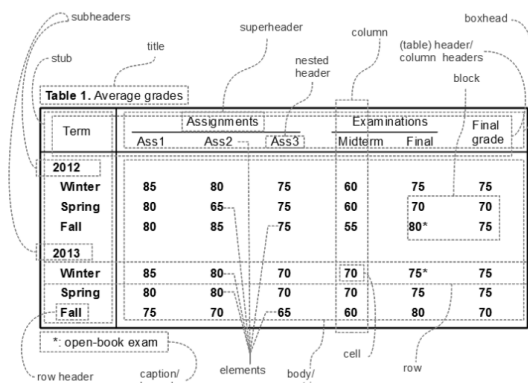 subheaders
superheader
column
boxhead
stub
title
nested
header
(table) header/
column headers
block
Table 1. Average grades
Term
Assignments
Examinations
Final
grade
Ass1 Ass2 Ass3 Midterm Final
2012
Winter 85 80 75 60 75 75
Spring 80 65 75 60 70 70
Fall 80 85 75 55 80* 75
2013
Winter 85 80 70 70 75* 75
Spring 80 80 70 70 75 75
Fall 75 70 65 60 80 70
*: open-book exam
row header
caption/
elements
body/
cell
row